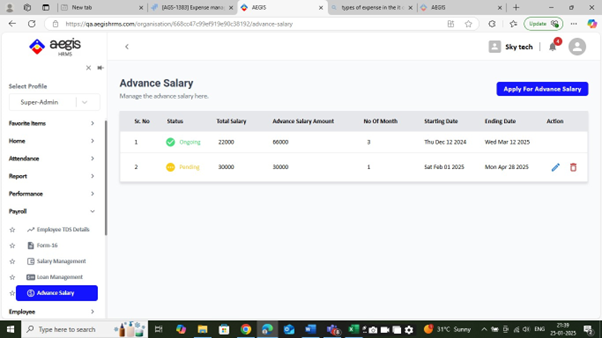 New tab
[AGS-1383] Expense manag
AEGIS
types of expense in the it i
AEGIS
https://qa.aegishrms.com/organisation/668cc47c99ef919e90c38192/advance-salary
Update
aegis
HRMS
Sky tech
4
Select Profile
Super-Admin
Favorite Items
Home
Attendance
Report
Performance
Payroll
Employee TDS Details
Form-16
Salary Management
Loan Management
Advance Salary
Employee
Advance Salary
Manage the advance salary here.
Apply For Advance Salary
Sr. No Status Total Salary Advance Salary Amount No Of Month Starting Date Ending Date Action
1 Ongoing 22000 66000 3 Thu Dec 12 2024 Wed Mar 12 2025
2 Pending 30000 30000 1 Sat Feb 01 2025 Mon Apr 28 2025
Type here to search
31°C Sunny
ENG
21:39
25-01-2025